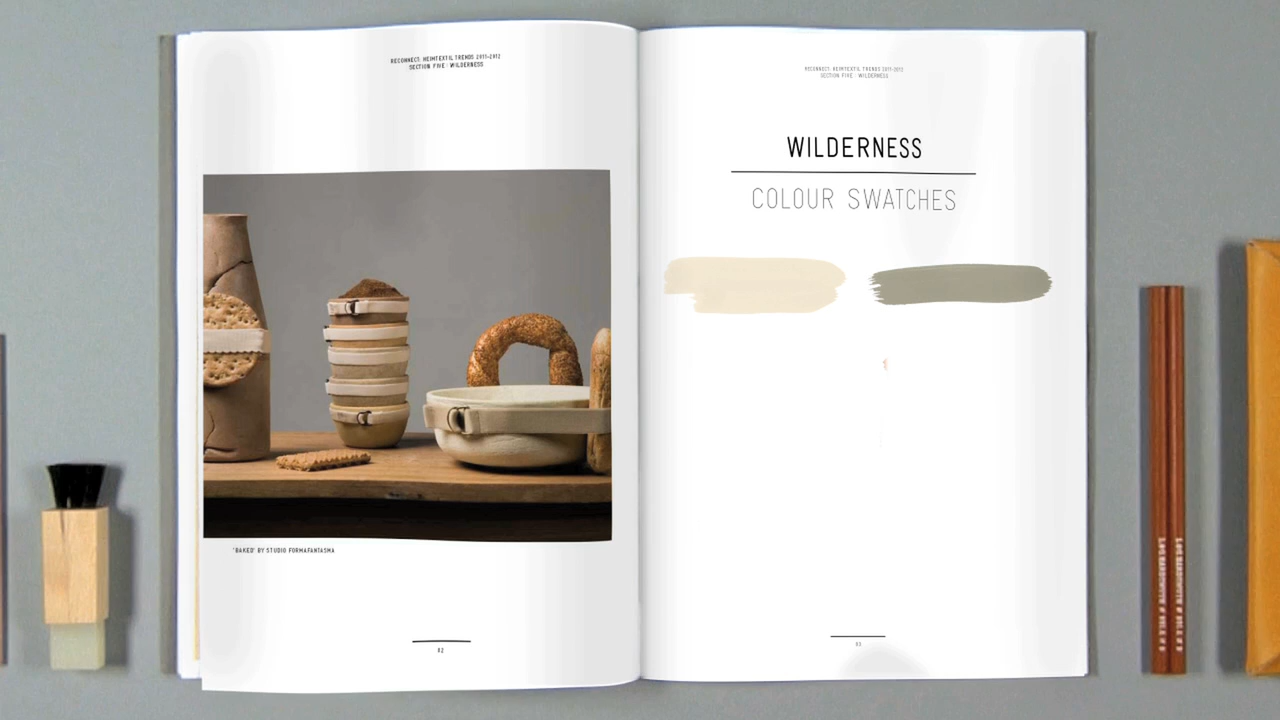 RECONNECT: HEIMTEXTIL TRENDS 2011-2012
SECTION FIVE : WILDERNESS
'BAKED' BY STUDIO FORMAFANTASMA
82
RECONNECT: HEIMTEXTIL TRENDS 2011-2012
SECTION FIVE : WILDERNESS
WILDERNESS
COLOUR SWATCHES